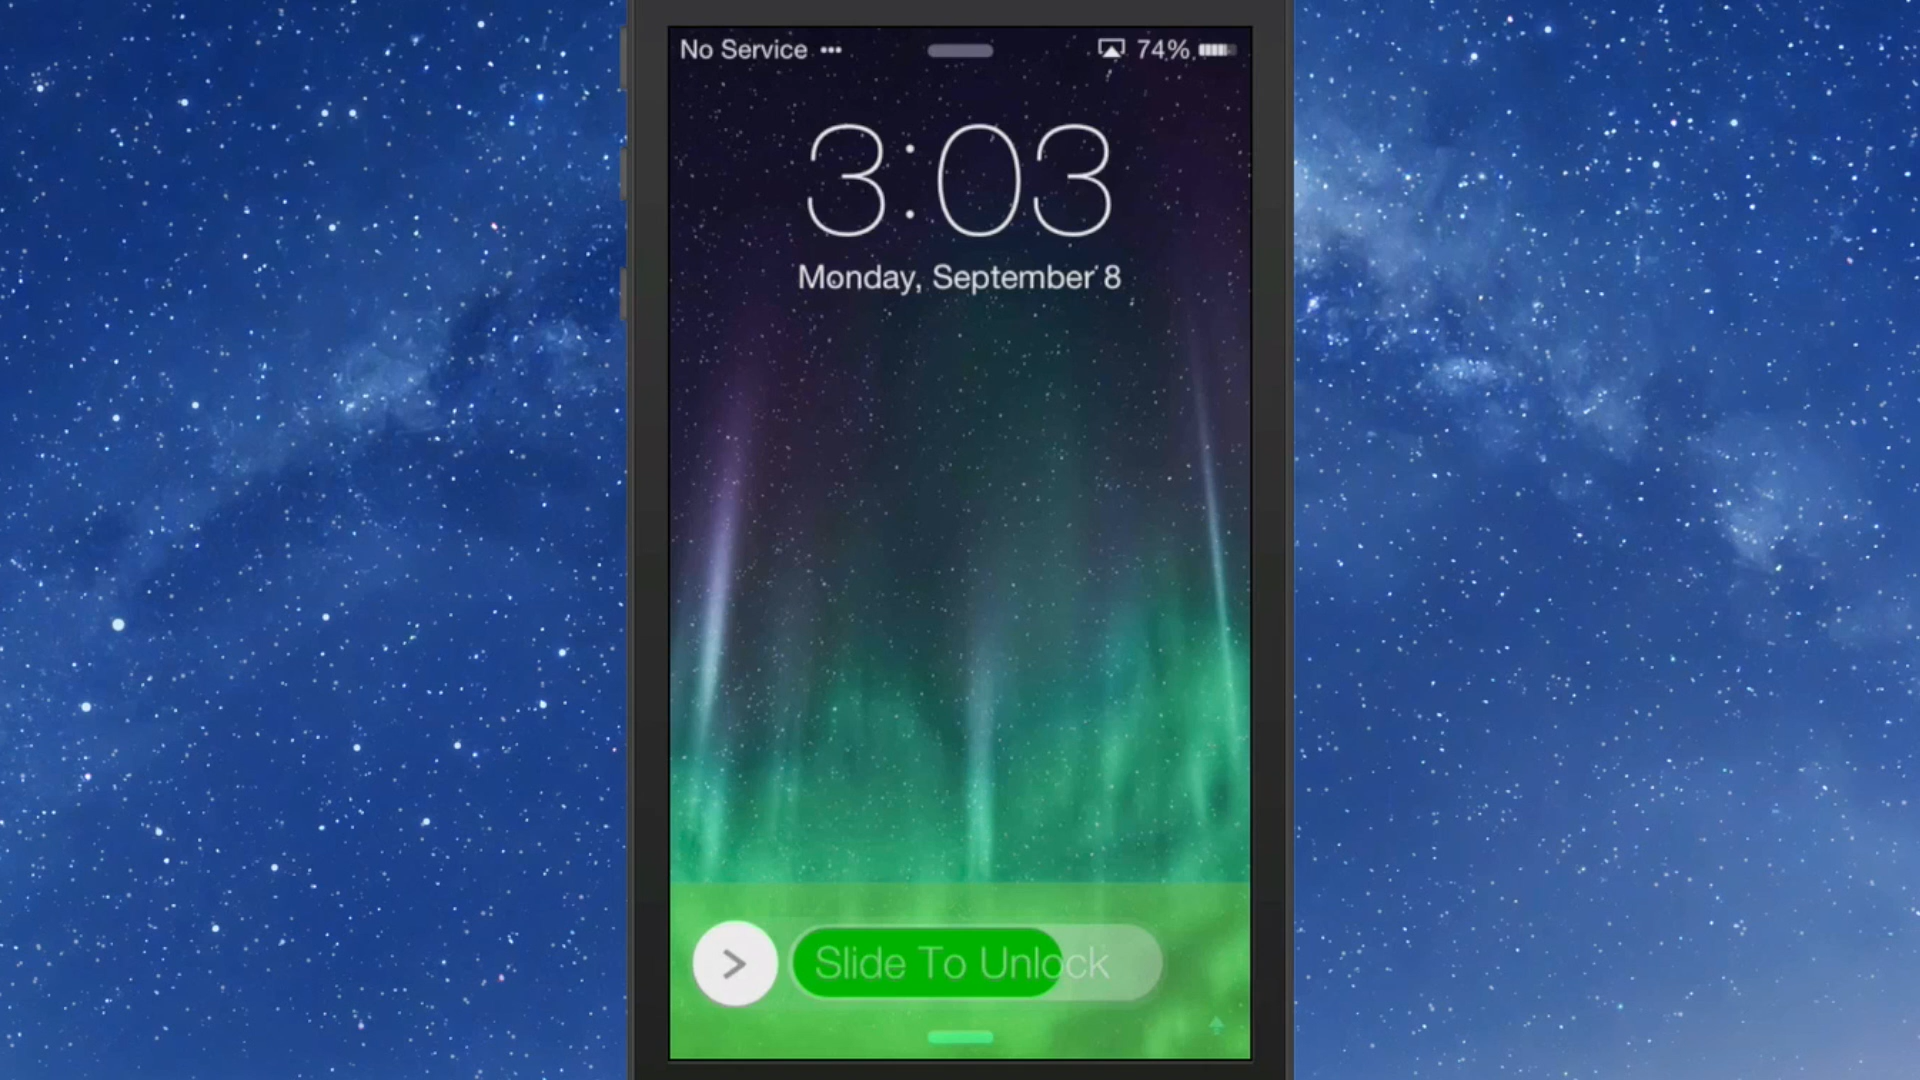 No Service ••• 74%
3:03
Monday, September 8
Slide To Unlock